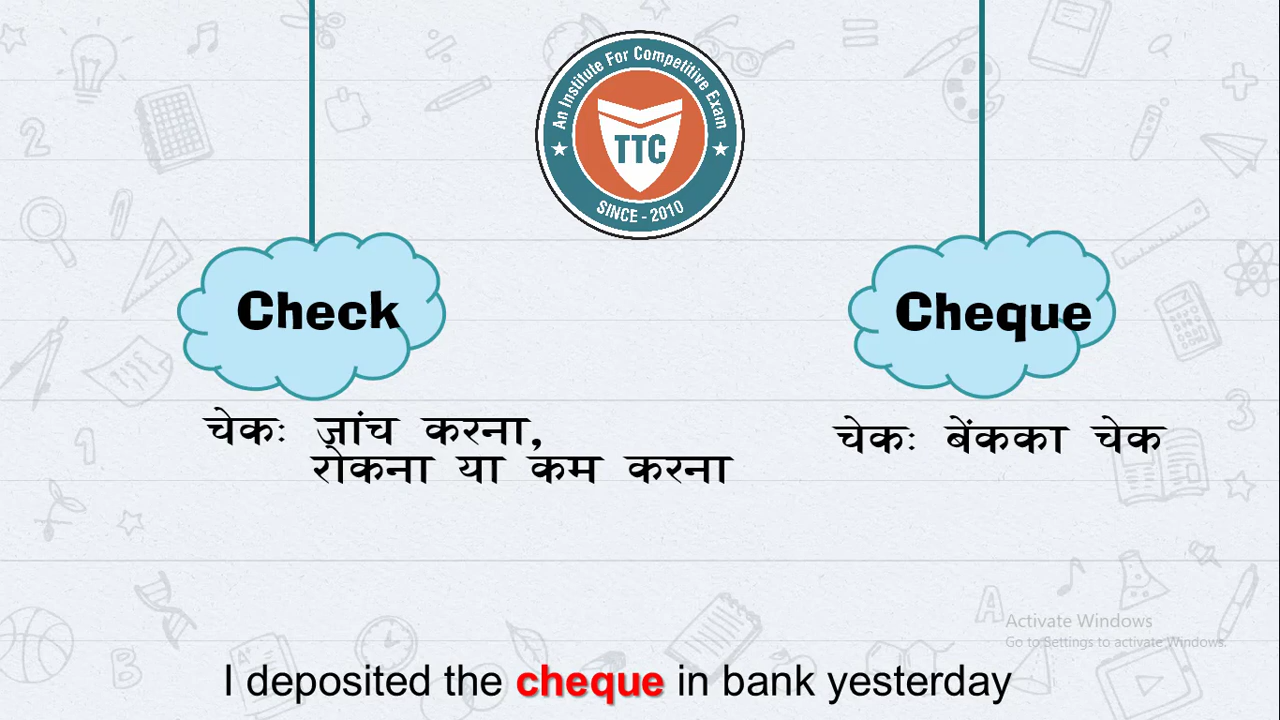 An Institute For Competitive Exam
TTC
SINCE - 2010
Check
Cheque
चेकः जांच करना,
रोकना या कम करना
चेकः बेंकका चेक
Activate Windows
Go to Settings to activate Windows.
I deposited the cheque in bank yesterday